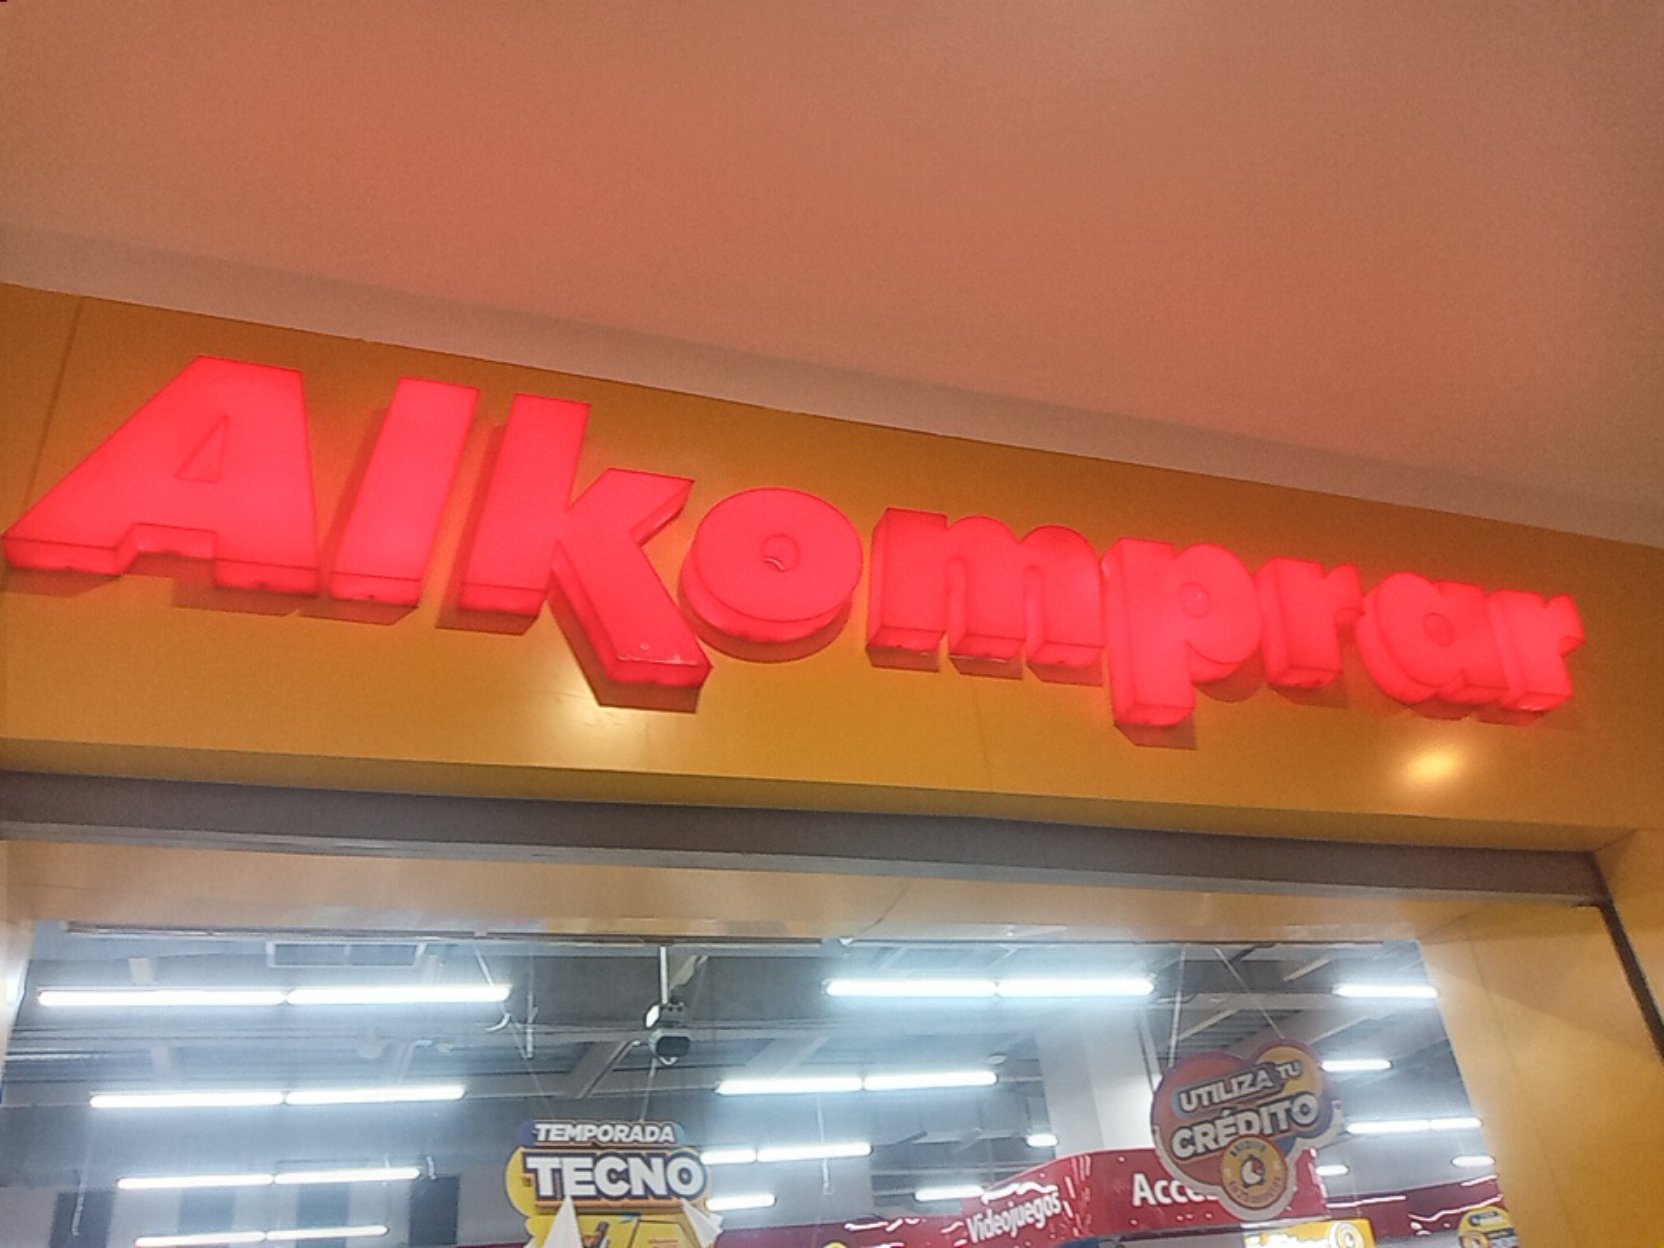 Alkomprar
TEMPORADA
TECNO
UTILIZA TU
CRÉDITO
Videojuegos